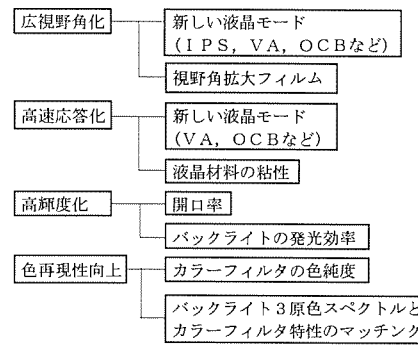 広視野角化
新しい液晶モード
(ＩＰＳ，ＶＡ，ＯＣＢなど)
視野角拡大フィルム
高速応答化
新しい液晶モード
(ＶＡ，ＯＣＢなど)
液晶材料の粘性
高輝度化
開口率
バックライトの発光効率
色再現性向上
カラーフィルタの色純度
バックライト３原色スペクトルと
カラーフィルタ特性のマッチング